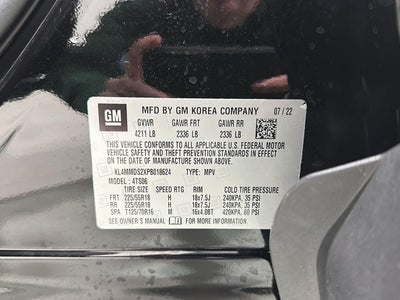 GM
MFD BY GM KOREA COMPANY 07 / 22
GVWR GAWR FRT GAWR RR
4211 LB 2336 LB 2336 LB
THIS VEHICLE CONFORMS TO ALL APPLICABLE
U.S. FEDERAL MOTOR
VEHICLE SAFETY, BUMPER, AND THEFT PREVENTION STANDARDS IN EFFECT
ON THE DATE OF MANUFACTURE SHOWN ABOVE.
KL4MMDS2XPB018624 MPV
MODEL: 4TS06
TIRE SIZE SPEED RTG RIM COLD TIRE PRESSURE
FRT 225/55R18 H 18x7.5J 240KPA, 35 PSI
RR 225/55R18 H 18x7.5J 240KPA, 35 PSI
SPA T125/70R16 M 16x4.0BT 420KPA, 60 PSI
SEE OWNER'S MANUAL FOR MORE INFORMATION.